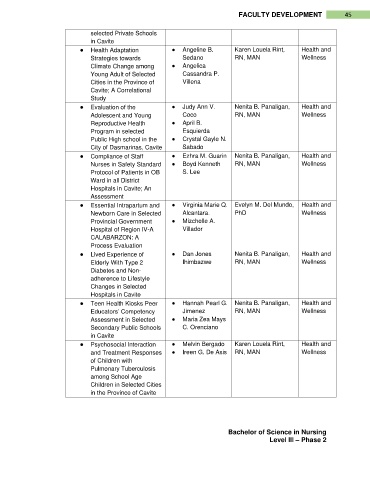 FACULTY DEVELOPMENT 45
selected Private Schools
in Cavite
● Health Adaptation
Strategies towards
Climate Change among
Young Adult of Selected
Cities in the Province of
Cavite; A Correlational
Study
● Angeline B.
Sedano
● Angelica
Cassandra P.
Villena
Karen Louela Rint,
RN, MAN
Health and
Wellness
● Evaluation of the
Adolescent and Young
Reproductive Health
Program in selected
Public High school in the
City of Dasmarinas, Cavite
● Judy Ann V.
Coco
● April B.
Esquierda
● Crystal Gayle N.
Sabado
Nenita B. Panaligan,
RN, MAN
Health and
Wellness
● Compliance of Staff
Nurses in Safety Standard
Protocol of Patients in OB
Ward in all District
Hospitals in Cavite: An
Assessment
● Ezhra M. Guarin
● Boyd Kenneth
S. Lee
Nenita B. Panaligan,
RN, MAN
Health and
Wellness
● Essential Intrapartum and
Newborn Care in Selected
Provincial Government
Hospital of Region IV-A
CALABARZON: A
Process Evaluation
● Virginia Marie Q.
Alcantara
● Mizchelle A.
Villador
Evelyn M. Del Mundo,
PhD
Health and
Wellness
● Lived Experience of
Elderly With Type 2
Diabetes and Non-
adherence to Lifestyle
Changes in Selected
Hospitals in Cavite
● Dan Jones
Ihimbazwe
Nenita B. Panaligan,
RN, MAN
Health and
Wellness
● Teen Health Kiosks Peer
Educators' Competency
Assessment in Selected
Secondary Public Schools
in Cavite
● Hannah Pearl G.
Jimenez
● Maria Zea Mays
C. Orenciano
Nenita B. Panaligan,
RN, MAN
Health and
Wellness
● Psychosocial Interaction
and Treatment Responses
of Children with
Pulmonary Tuberculosis
among School Age
Children in Selected Cities
in the Province of Cavite
● Melvin Bergado
● Ireen G. De Asis
Karen Louela Rint,
RN, MAN
Health and
Wellness
Bachelor of Science in Nursing
Level III – Phase 2